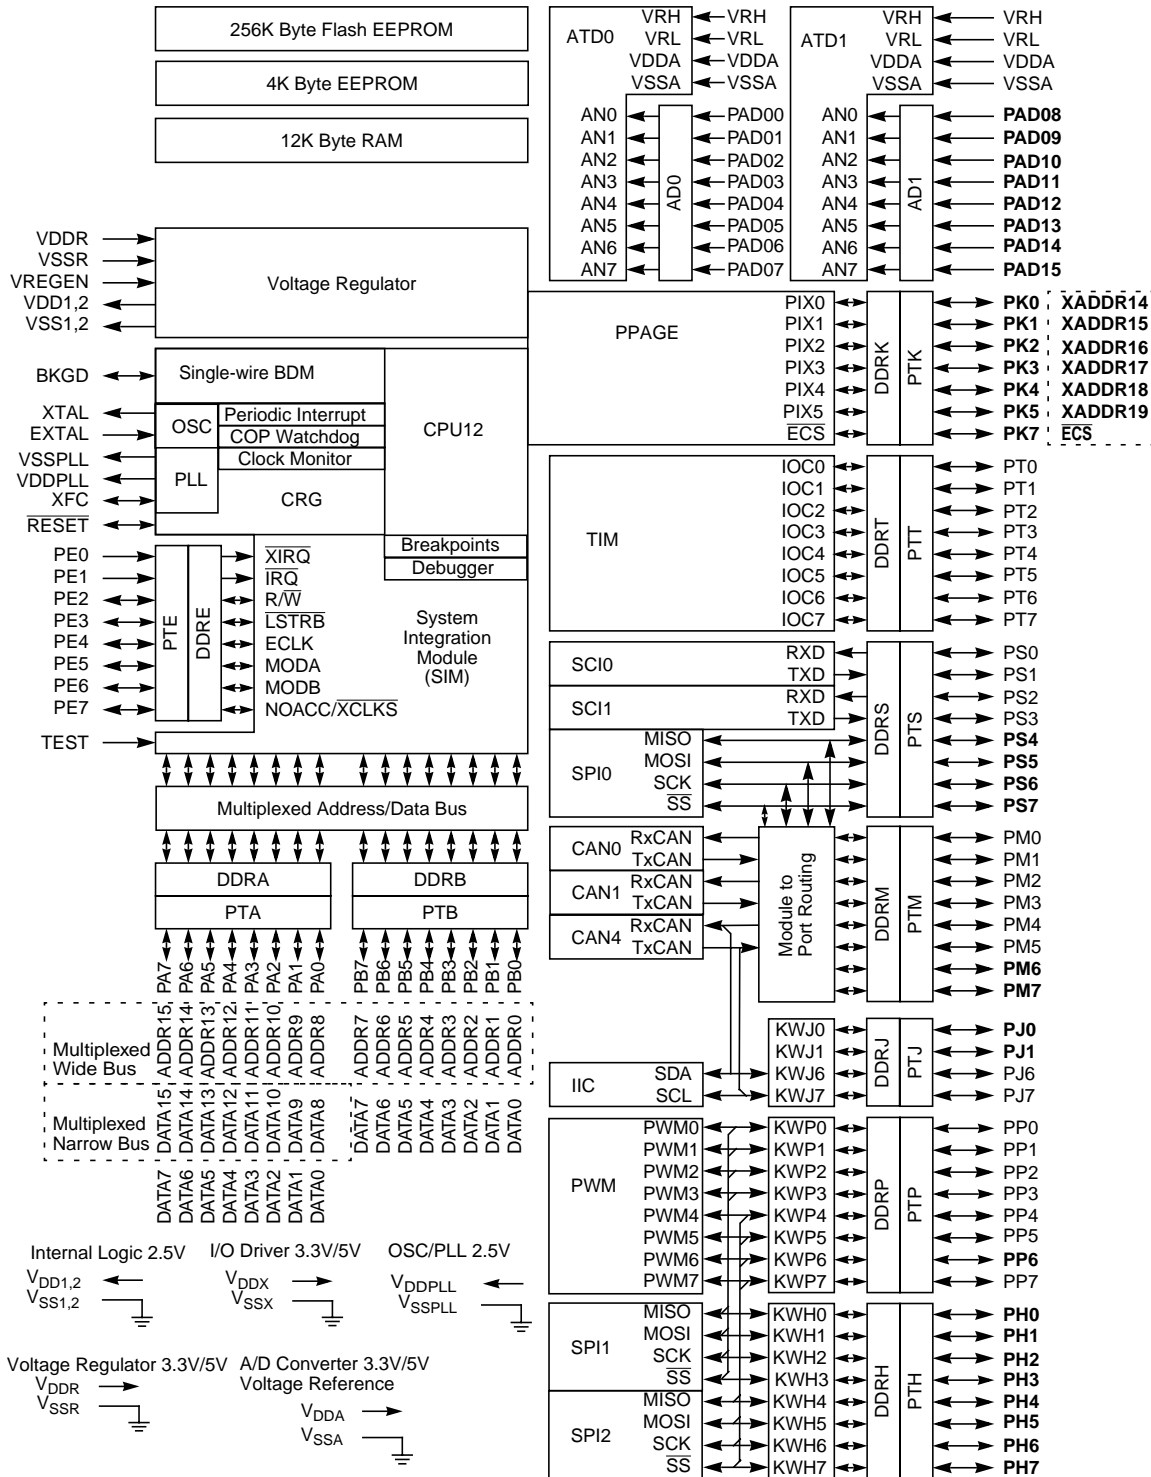 256K Byte Flash EEPROM
4K Byte EEPROM
12K Byte RAM
VDDR
VSSR
VREGEN
VDD1,2
VSS1,2
Voltage Regulator
BKGD
XTAL
EXTAL
VSSPLL
VDDPLL
XFC
RESET
Single-wire BDM
OSC
Periodic Interrupt
COP Watchdog
Clock Monitor
PLL
CRG
CPU12
Breakpoints
Debugger
PE0
PE1
PE2
PE3
PE4
PE5
PE6
PE7
TEST
PTE
DDRE
XIRQ
IRQ
R/W
LSTRB
ECLK
MODA
MODB
NOACC/XCLKS
System
Integration
Module
(SIM)
Multiplexed Address/Data Bus
DDRA
DDRB
PTA
PTB
PA7 PA6 PA5 PA4 PA3 PA2 PA1 PA0
PB7 PB6 PB5 PB4 PB3 PB2 PB1 PB0
Multiplexed
Wide Bus
ADDR15 ADDR14 ADDR13 ADDR12 ADDR11 ADDR10 ADDR9 ADDR8
ADDR7 ADDR6 ADDR5 ADDR4 ADDR3 ADDR2 ADDR1 ADDR0
DATA15 DATA14 DATA13 DATA12 DATA11 DATA10 DATA9 DATA8
DATA7 DATA6 DATA5 DATA4 DATA3 DATA2 DATA1 DATA0
Multiplexed
Narrow Bus
DATA7 DATA6 DATA5 DATA4 DATA3 DATA2 DATA1 DATA0
Internal Logic 2.5V
VDD1,2
VSS1,2
I/O Driver 3.3V/5V
VDDX
VSSX
OSC/PLL 2.5V
VDDPLL
VSSPLL
Voltage Regulator 3.3V/5V
VDDR
VSSR
A/D Converter 3.3V/5V
Voltage Reference
VDDA
VSSA
ATD0
VRH VRH
VRL VRL
VDDA VDDA
VSSA VSSA
AN0 PAD00
AN1 PAD01
AN2 PAD02
AN3 PAD03
AN4 PAD04
AN5 PAD05
AN6 PAD06
AN7 PAD07
AD0
ATD1
VRH VRH
VRL VRL
VDDA VDDA
VSSA VSSA
AN0 PAD08
AN1 PAD09
AN2 PAD10
AN3 PAD11
AN4 PAD12
AN5 PAD13
AN6 PAD14
AN7 PAD15
AD1
PPAGE
PIX0 PK0 XADDR14
PIX1 PK1 XADDR15
PIX2 PK2 XADDR16
PIX3 PK3 XADDR17
PIX4 PK4 XADDR18
PIX5 PK5 XADDR19
ECS PK7 ECS
DDRK
PTK
TIM
IOC0 PT0
IOC1 PT1
IOC2 PT2
IOC3 PT3
IOC4 PT4
IOC5 PT5
IOC6 PT6
IOC7 PT7
DDRT
PTT
SCI0
RXD PS0
TXD PS1
SCI1
RXD PS2
TXD PS3
SPI0
MISO PS4
MOSI PS5
SCK PS6
SS PS7
DDRS
PTS
CAN0
RxCAN
TxCAN
CAN1
RxCAN
TxCAN
CAN4
RxCAN
TxCAN
Module to
Port Routing
DDRM
PTM
PM0
PM1
PM2
PM3
PM4
PM5
PM6
PM7
IIC
SDA
SCL
KWJ0 PJ0
KWJ1 PJ1
KWJ6 PJ6
KWJ7 PJ7
DDRJ
PTJ
PWM
PWM0 KWP0 PP0
PWM1 KWP1 PP1
PWM2 KWP2 PP2
PWM3 KWP3 PP3
PWM4 KWP4 PP4
PWM5 KWP5 PP5
PWM6 KWP6 PP6
PWM7 KWP7 PP7
DDRP
PTP
SPI1
MISO KWH0 PH0
MOSI KWH1 PH1
SCK KWH2 PH2
SS KWH3 PH3
SPI2
MISO KWH4 PH4
MOSI KWH5 PH5
SCK KWH6 PH6
SS KWH7 PH7
DDRH
PTH